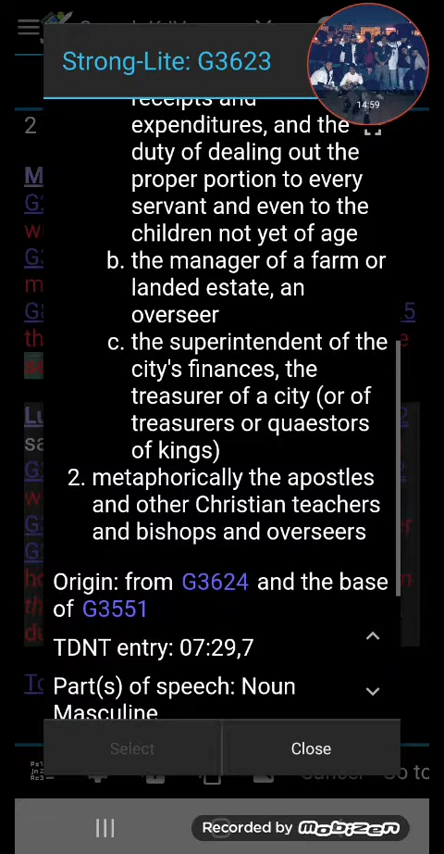 Strong-Lite: G3623
14:59
receipts and
expenditures, and the
duty of dealing out the
proper portion to every
servant and even to the
children not yet of age
b. the manager of a farm or
landed estate, an
overseer
c. the superintendent of the
city's finances, the
treasurer of a city (or of
treasurers or quaestors
of kings)
2. metaphorically the apostles
and other Christian teachers
and bishops and overseers
Origin: from G3624 and the base
of G3551
TDNT entry: 07:29,7
Part(s) of speech: Noun
Masculine
Select Close
Recorded by Mobizen